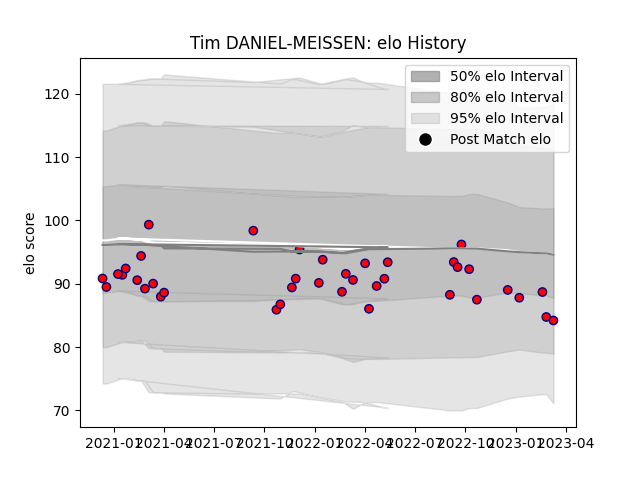 Tim DANIEL-MEISSEN: elo History
elo score
120
110
100
90
80
70
50% elo Interval
80% elo Interval
95% elo Interval
Post Match elo
2021-01 2021-04 2021-07 2021-10 2022-01 2022-04 2022-07 2022-10 2023-01 2023-04